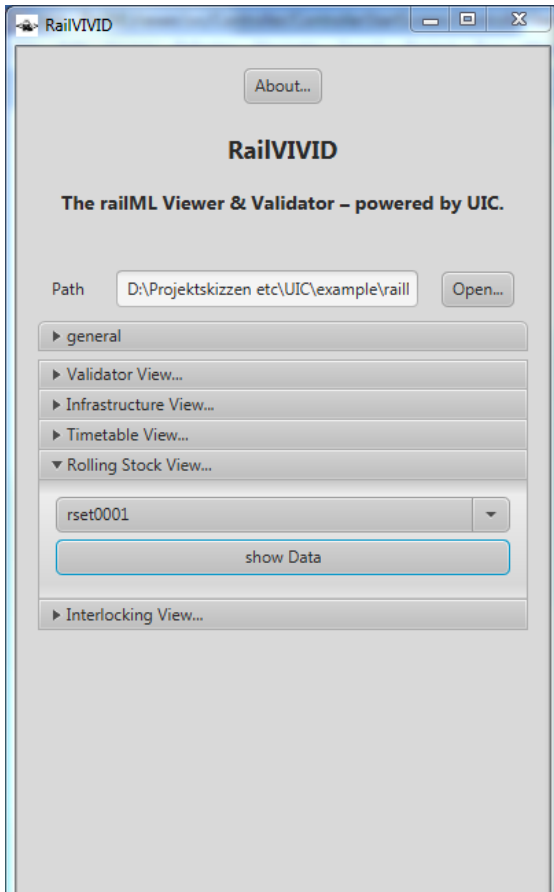 RailVIVID
About...
RailVIVID
The railML Viewer & Validator – powered by UIC.
Path D:\Projektskizzen etc\UIC\example\raill Open...
general
Validator View...
Infrastructure View...
Timetable View...
Rolling Stock View...
rset0001
show Data
Interlocking View...